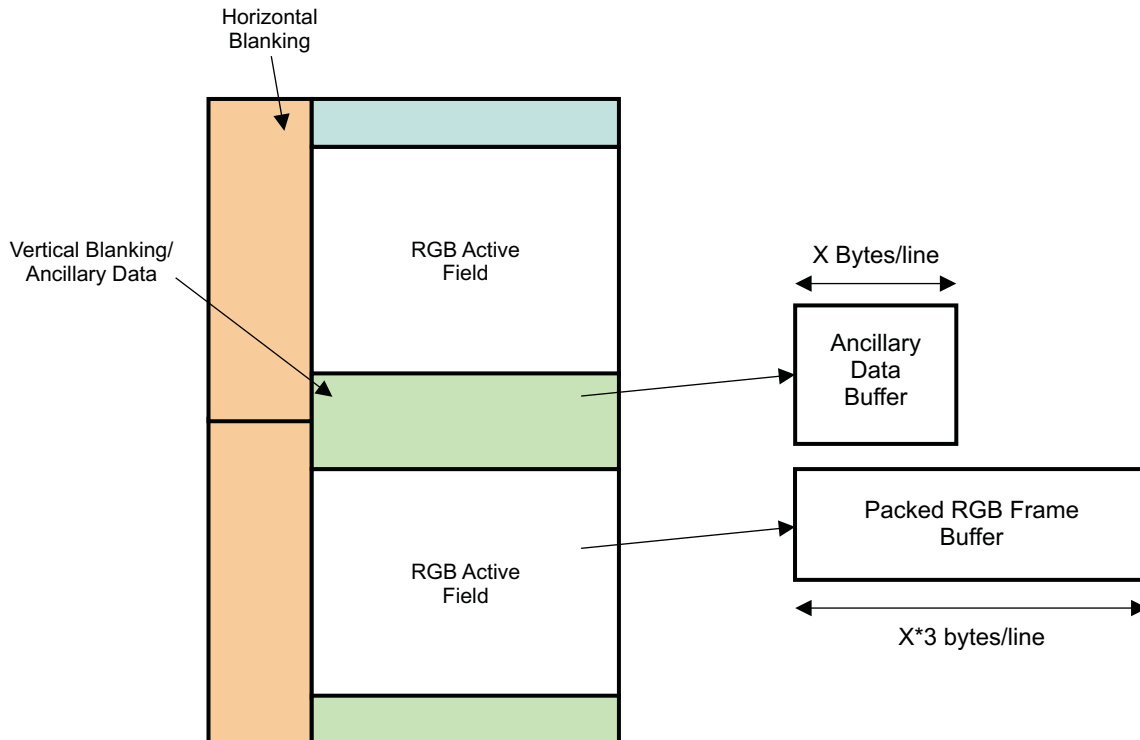 Horizontal
Blanking
Vertical Blanking/
Ancillary Data
RGB Active
Field
X Bytes/line
Ancillary
Data
Buffer
Packed RGB Frame
Buffer
RGB Active
Field
X*3 bytes/line